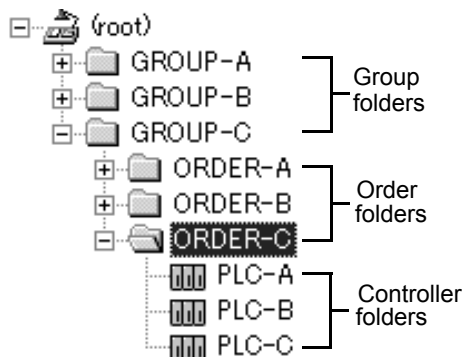 (root)
GROUP-A
GROUP-B
GROUP-C
Group
folders
ORDER-A
ORDER-B
ORDER-C
Order
folders
PLC-A
PLC-B
PLC-C
Controller
folders